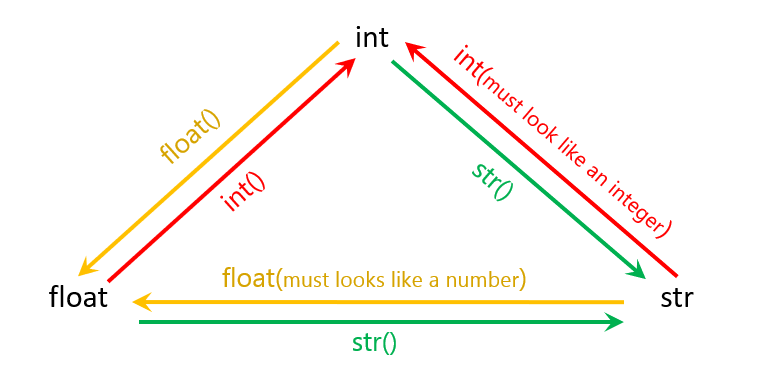 int
int(must look like an integer)
float()
int()
str()
float(must looks like a number)
float
str
str()